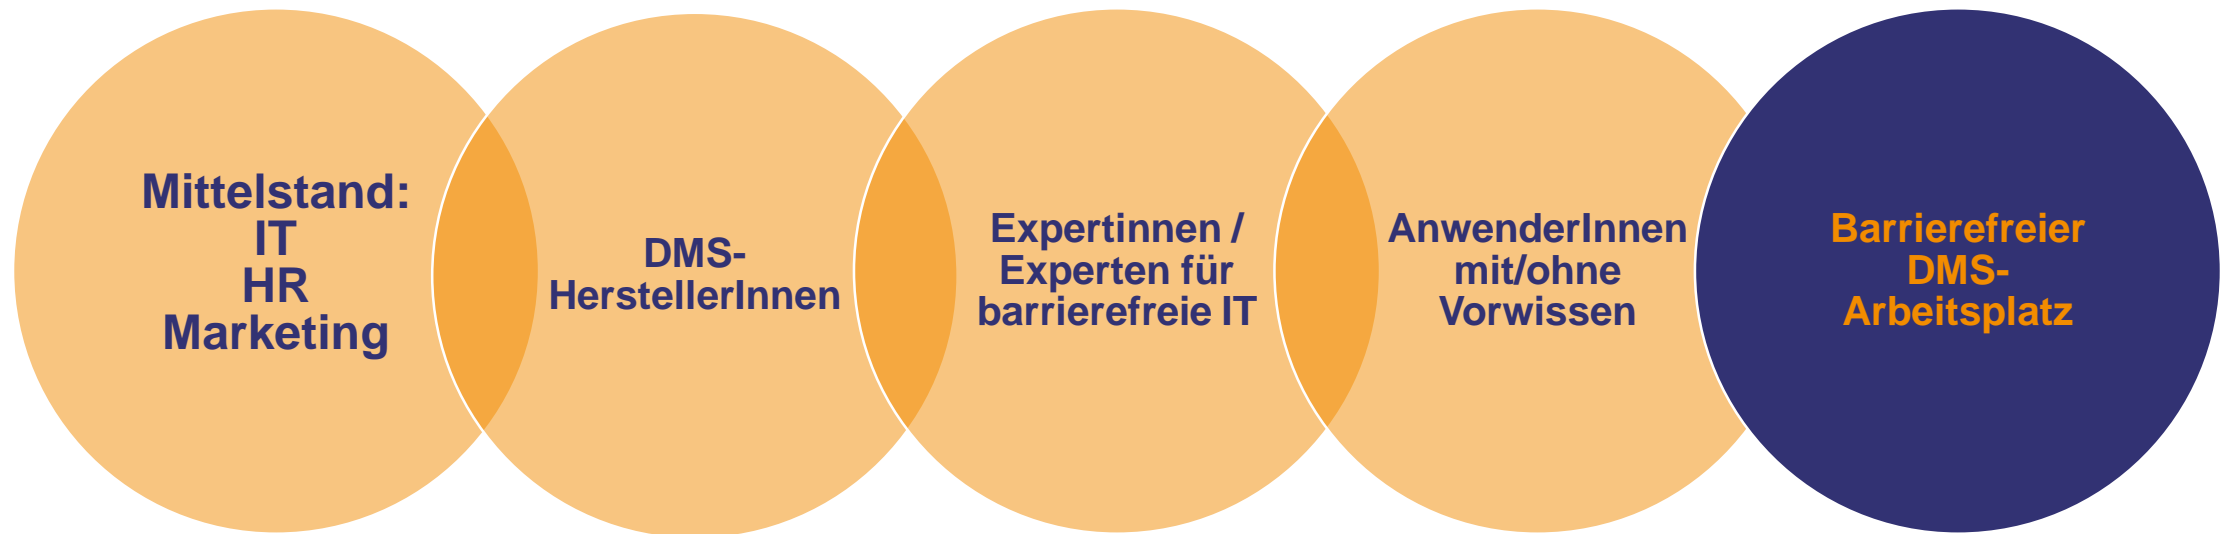 Mittelstand:
IT
HR
Marketing
DMS-
HerstellerInnen
Expertinnen /
Experten für
barrierefreie IT
AnwenderInnen
mit/ohne
Vorwissen
Barrierefreier
DMS-
Arbeitsplatz